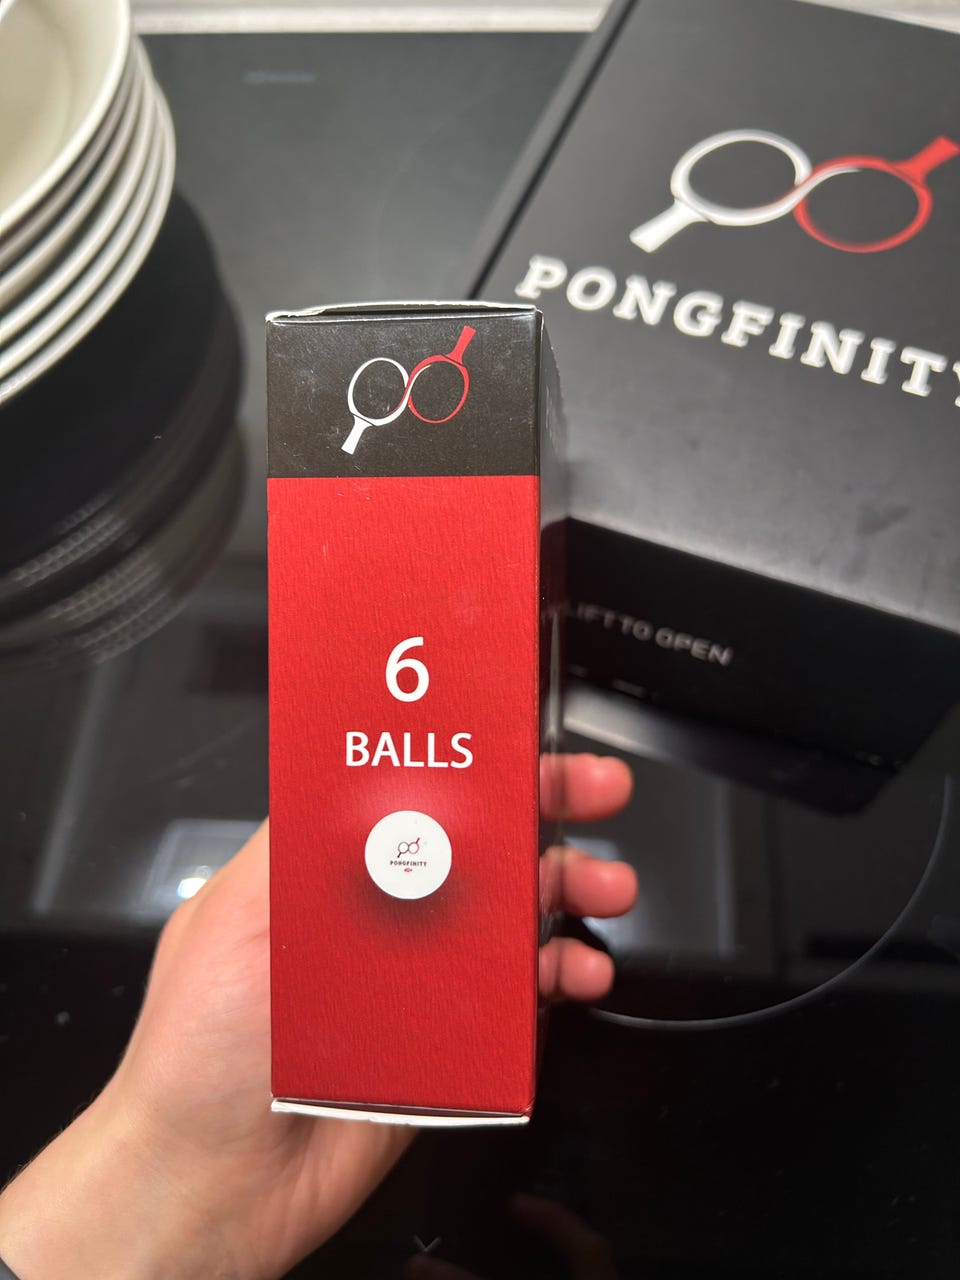 PONGFINITY
LIFT TO OPEN
6
BALLS
PONGFINITY